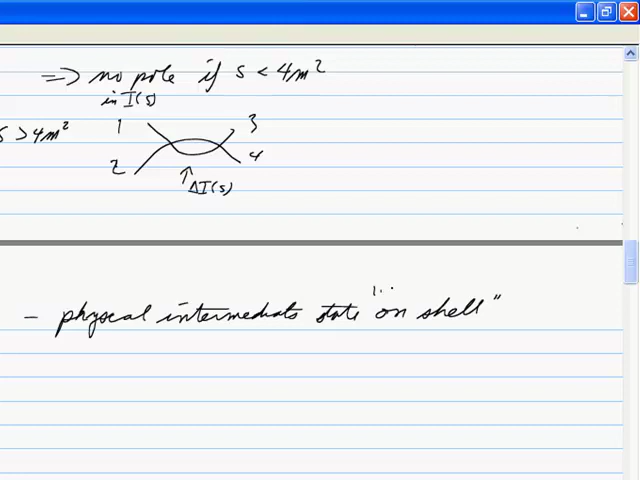 ⇒ no pole if s < 4m²
in I(s)
s > 4m² 1 3
2 4
↑
ΔI(s)
- physical intermediate state "on shell"